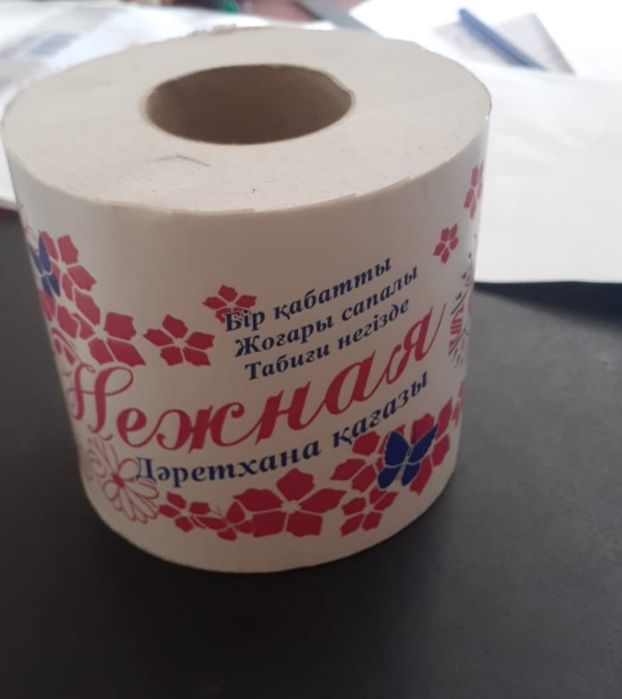 Бір қабатты
Жоғары сапалы
Табиғи негізде
Нежная
Дәретхана қағазы